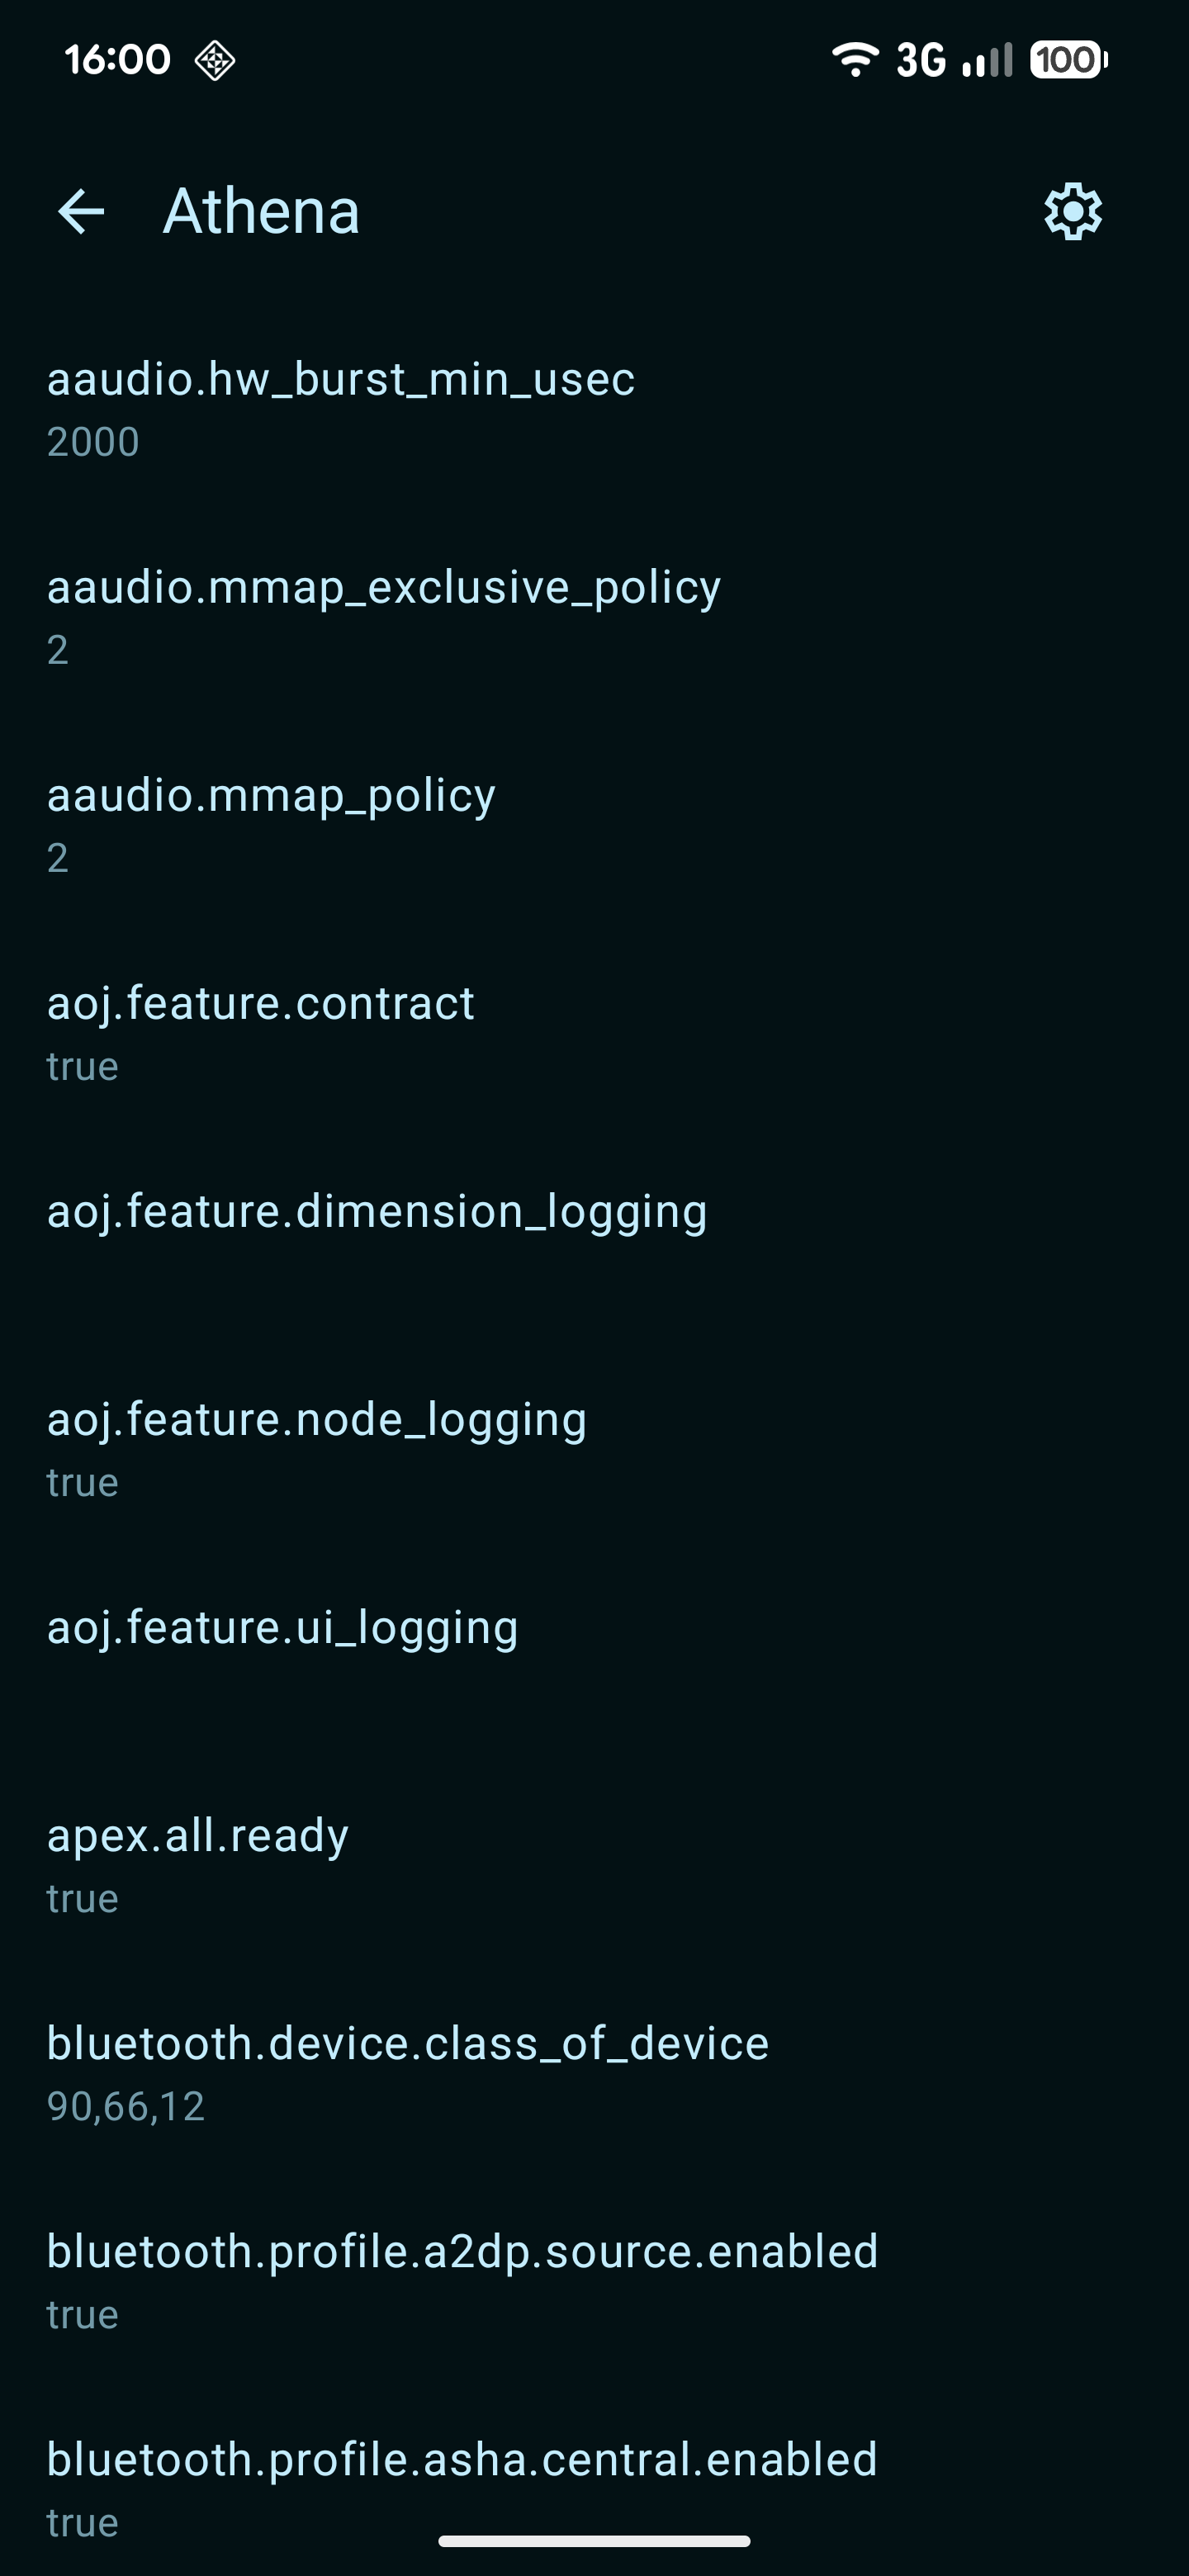 16:00 3G 100
Athena
aaudio.hw_burst_min_usec
2000
aaudio.mmap_exclusive_policy
2
aaudio.mmap_policy
2
aoj.feature.contract
true
aoj.feature.dimension_logging
aoj.feature.node_logging
true
aoj.feature.ui_logging
apex.all.ready
true
bluetooth.device.class_of_device
90,66,12
bluetooth.profile.a2dp.source.enabled
true
bluetooth.profile.asha.central.enabled
true